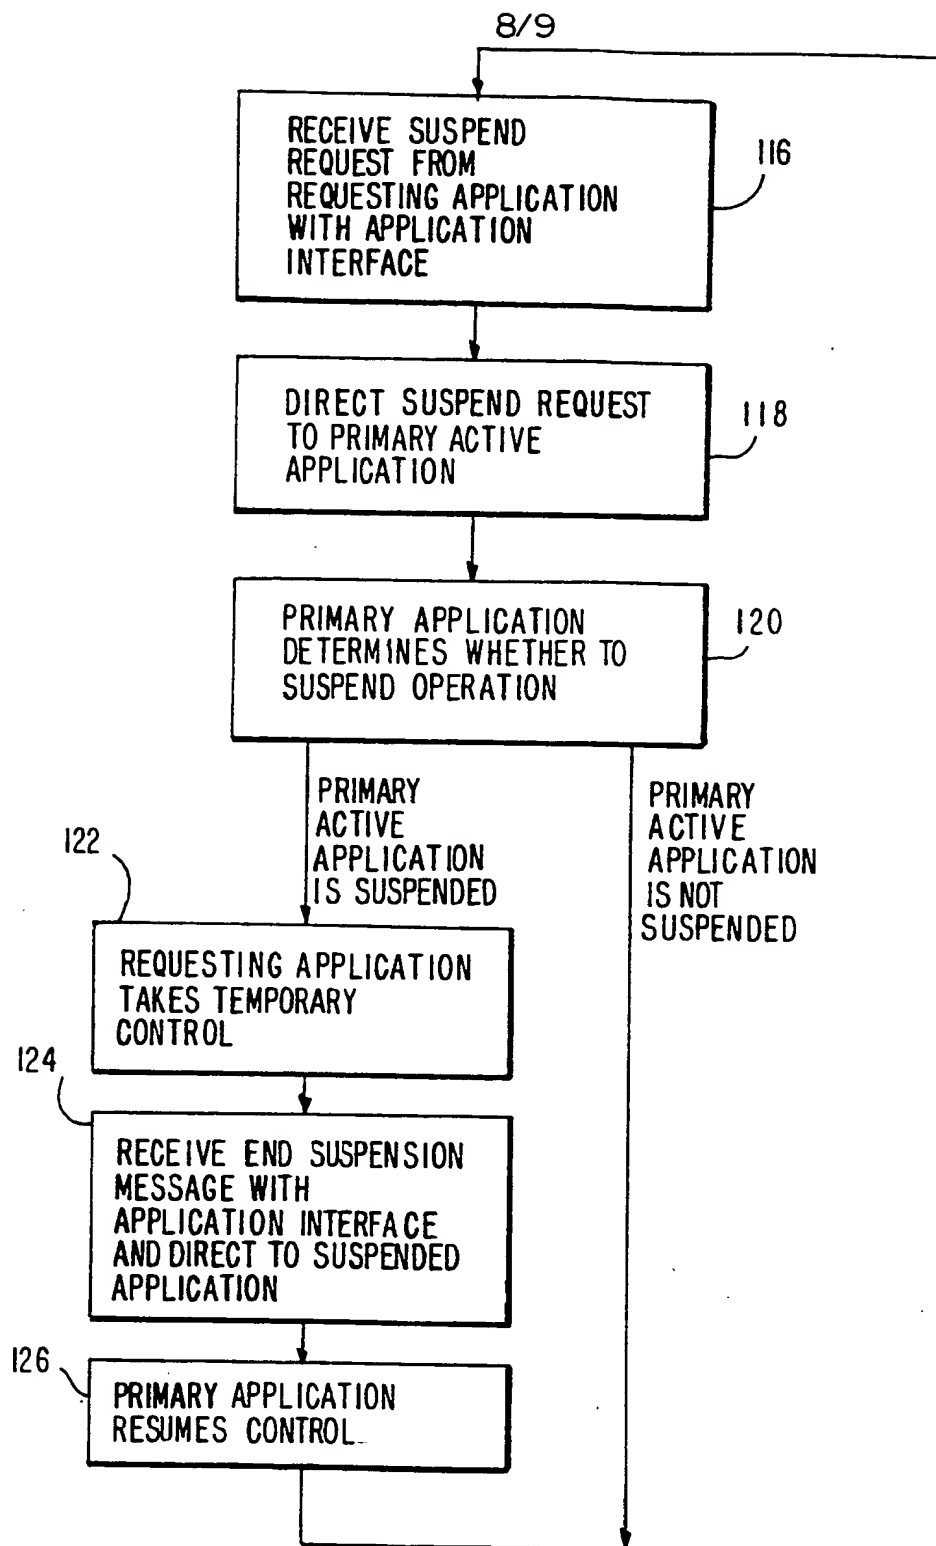 8/9
RECEIVE SUSPEND
REQUEST FROM
REQUESTING APPLICATION
WITH APPLICATION
INTERFACE
116
DIRECT SUSPEND REQUEST
TO PRIMARY ACTIVE
APPLICATION
118
PRIMARY APPLICATION
DETERMINES WHETHER TO
SUSPEND OPERATION
120
PRIMARY
ACTIVE
APPLICATION
IS SUSPENDED
PRIMARY
ACTIVE
APPLICATION
IS NOT
SUSPENDED
122
REQUESTING APPLICATION
TAKES TEMPORARY
CONTROL
124
RECEIVE END SUSPENSION
MESSAGE WITH
APPLICATION INTERFACE
AND DIRECT TO SUSPENDED
APPLICATION
126
PRIMARY APPLICATION
RESUMES CONTROL